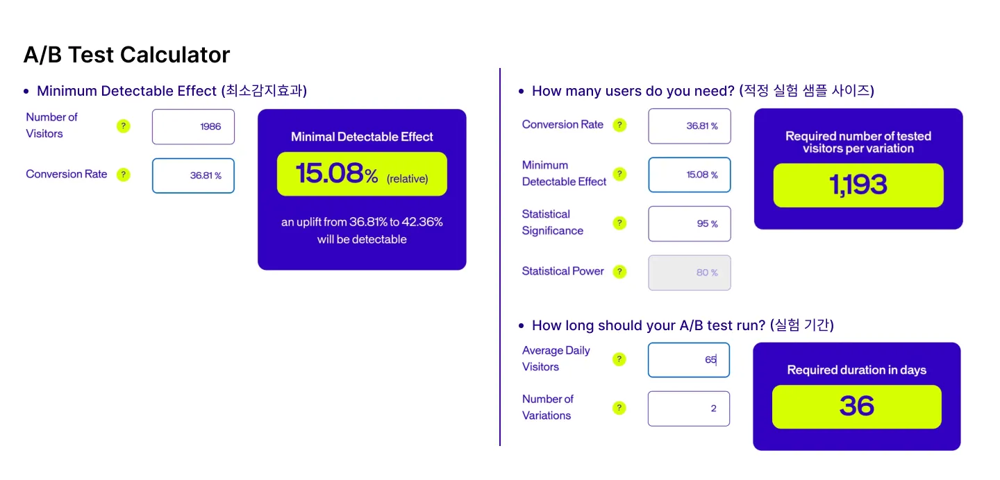 A/B Test Calculator
• Minimum Detectable Effect (최소감지효과)
Number of
Visitors
?
1986
Conversion Rate
?
36.81 %
Minimal Detectable Effect
15.08% (relative)
an uplift from 36.81% to 42.36%
will be detectable
• How many users do you need? (적정 실험 샘플 사이즈)
Conversion Rate
?
36.81 %
Minimum
Detectable Effect
?
15.08 %
Statistical
Significance
?
95 %
Statistical Power
?
80 %
Required number of tested
visitors per variation
1,193
• How long should your A/B test run? (실험 기간)
Average Daily
Visitors
?
65
Number of
Variations
?
2
Required duration in days
36